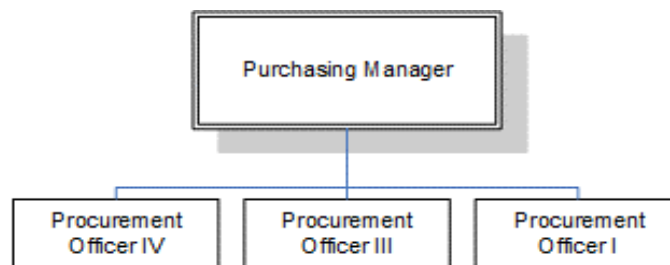 Purchasing Manager
Procurement
Officer IV
Procurement
Officer III
Procurement
Officer I